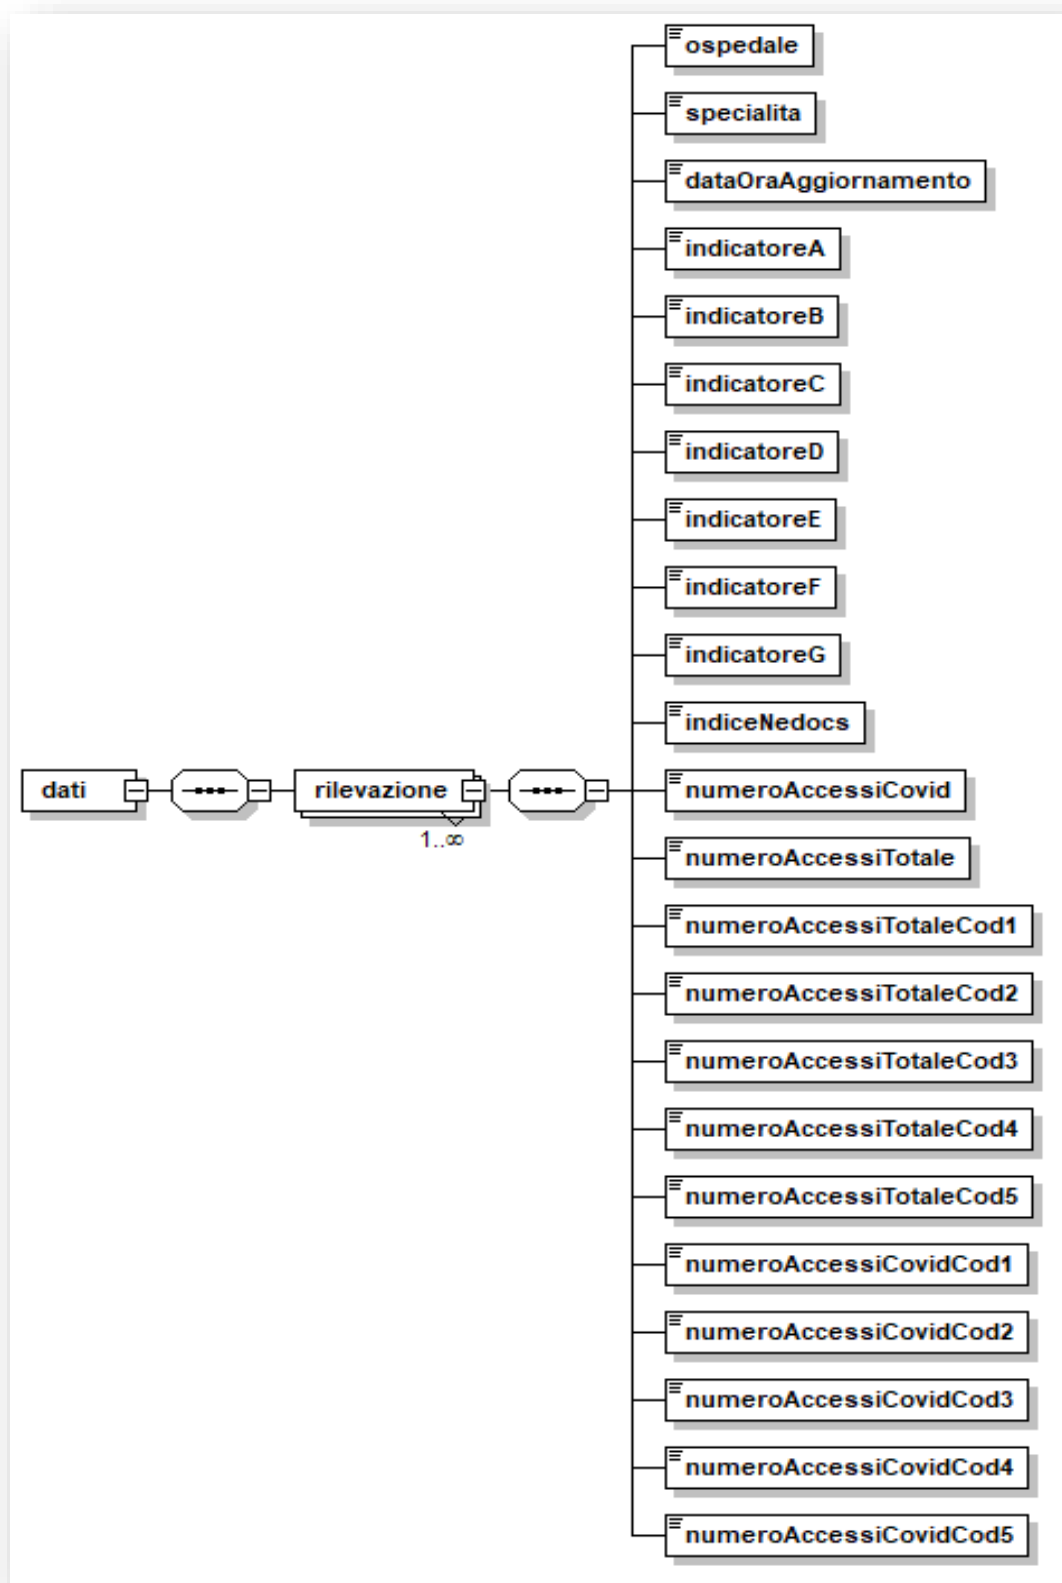 ospedale
specialita
dataOraAggiornamento
indicatoreA
indicatoreB
indicatoreC
indicatoreD
indicatoreE
indicatoreF
indicatoreG
indiceNedocs
dati
rilevazione
1..∞
numeroAccessiCovid
numeroAccessiTotale
numeroAccessiTotaleCod1
numeroAccessiTotaleCod2
numeroAccessiTotaleCod3
numeroAccessiTotaleCod4
numeroAccessiTotaleCod5
numeroAccessiCovidCod1
numeroAccessiCovidCod2
numeroAccessiCovidCod3
numeroAccessiCovidCod4
numeroAccessiCovidCod5